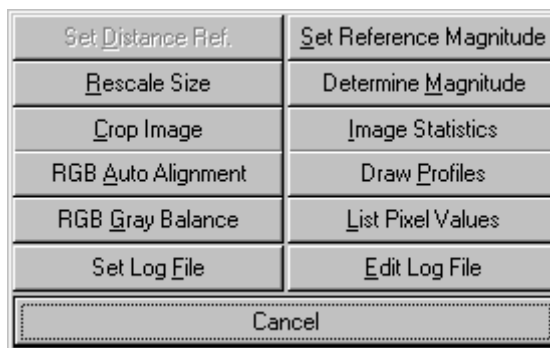 Set Distance Ref. Set Reference Magnitude
Rescale Size Determine Magnitude
Crop Image Image Statistics
RGB Auto Alignment Draw Profiles
RGB Gray Balance List Pixel Values
Set Log File Edit Log File
Cancel